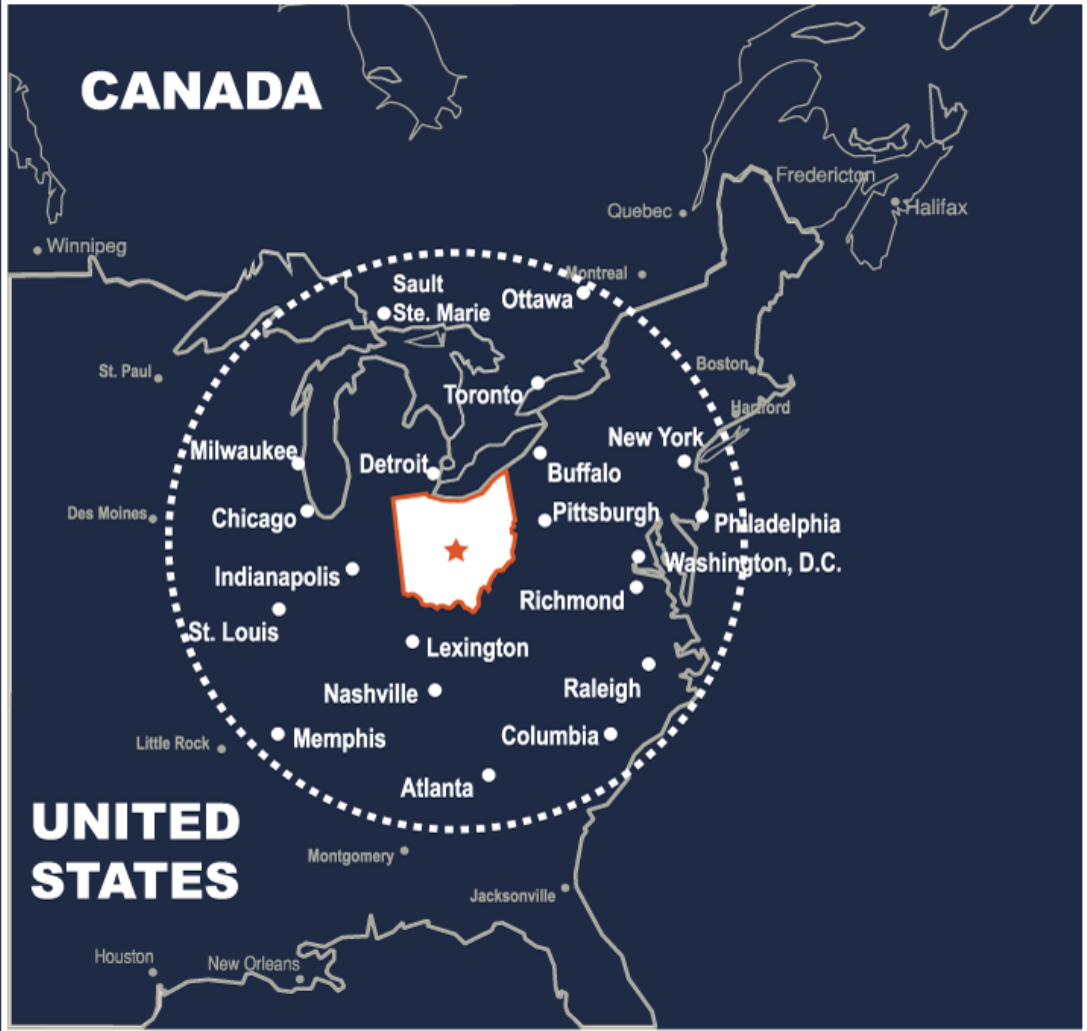 CANADA
Fredericton
Halifax
Quebec
Winnipeg
Montreal
Sault
Ste. Marie
Ottawa
St. Paul
Boston
Toronto
Hartford
New York
Milwaukee
Detroit
Buffalo
Des Moines
Chicago
Pittsburgh
Philadelphia
Washington, D.C.
Indianapolis
Richmond
St. Louis
Lexington
Raleigh
Nashville
Little Rock
Memphis
Columbia
Atlanta
UNITED
STATES
Montgomery
Jacksonville
Houston
New Orleans